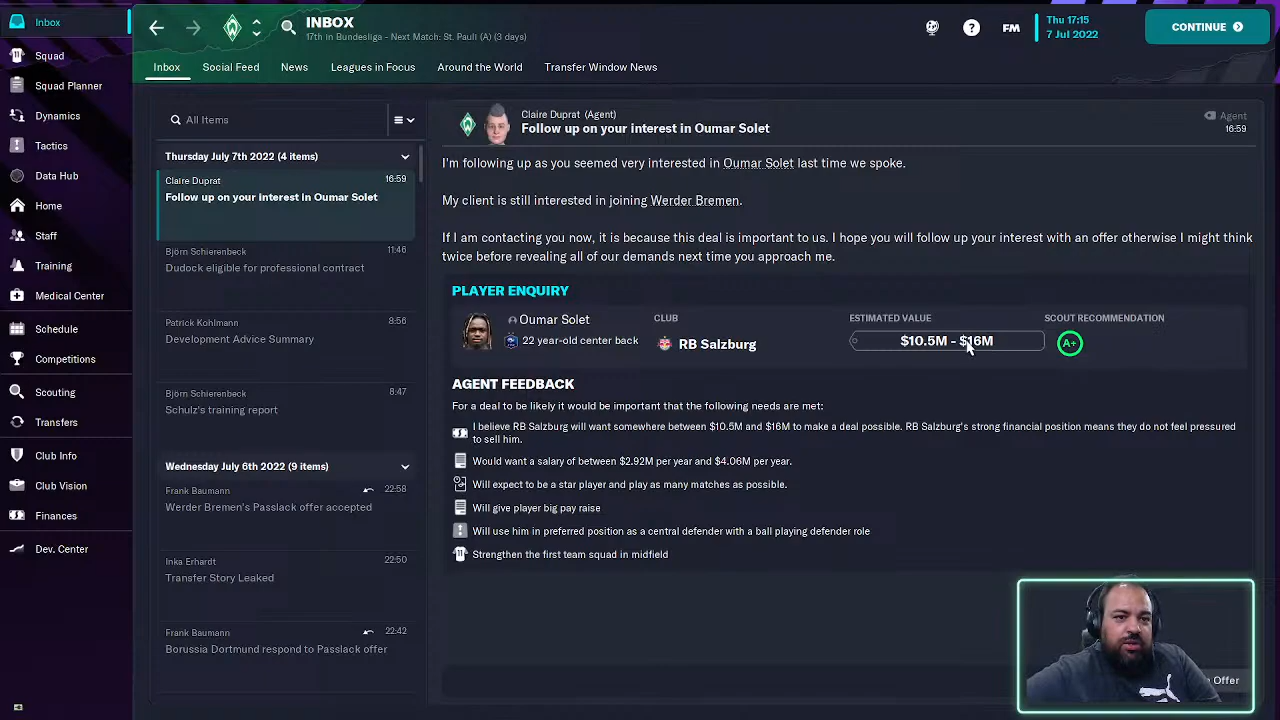 Inbox
Squad
Squad Planner
Dynamics
Tactics
Data Hub
Home
Staff
Training
Medical Center
Schedule
Competitions
Scouting
Transfers
Club Info
Club Vision
Finances
Dev. Center
INBOX
17th in Bundesliga - Next Match: St. Pauli (A) (3 days)
?
FM
Thu 17:15
7 Jul 2022
CONTINUE
Inbox
Social Feed
News
Leagues in Focus
Around the World
Transfer Window News
All Items
Thursday July 7th 2022 (4 items)
Claire Duprat 16:59
Follow up on your interest in Oumar Solet
Björn Schierenbeck 11:46
Dudock eligible for professional contract
Patrick Kohlmann 8:56
Development Advice Summary
Björn Schierenbeck 8:47
Schulz's training report
Wednesday July 6th 2022 (9 items)
Frank Baumann 22:58
Werder Bremen's Passlack offer accepted
Inka Erhardt 22:50
Transfer Story Leaked
Frank Baumann 22:42
Borussia Dortmund respond to Passlack offer
Claire Duprat (Agent)
Follow up on your interest in Oumar Solet
Agent
16:59
I'm following up as you seemed very interested in Oumar Solet last time we spoke.
My client is still interested in joining Werder Bremen.
If I am contacting you now, it is because this deal is important to us. I hope you will follow up your interest with an offer otherwise I might think
twice before revealing all of our demands next time you approach me.
PLAYER ENQUIRY
Oumar Solet
22 year-old center back
CLUB
RB Salzburg
ESTIMATED VALUE
$10.5M - $16M
SCOUT RECOMMENDATION
A+
AGENT FEEDBACK
For a deal to be likely it would be important that the following needs are met:
I believe RB Salzburg will want somewhere between $10.5M and $16M to make a deal possible. RB Salzburg's strong financial position means they do not feel pressured
to sell him.
Would want a salary of between $2.92M per year and $4.06M per year.
Will expect to be a star player and play as many matches as possible.
Will give player big pay raise
Will use him in preferred position as a central defender with a ball playing defender role
Strengthen the first team squad in midfield
Offer